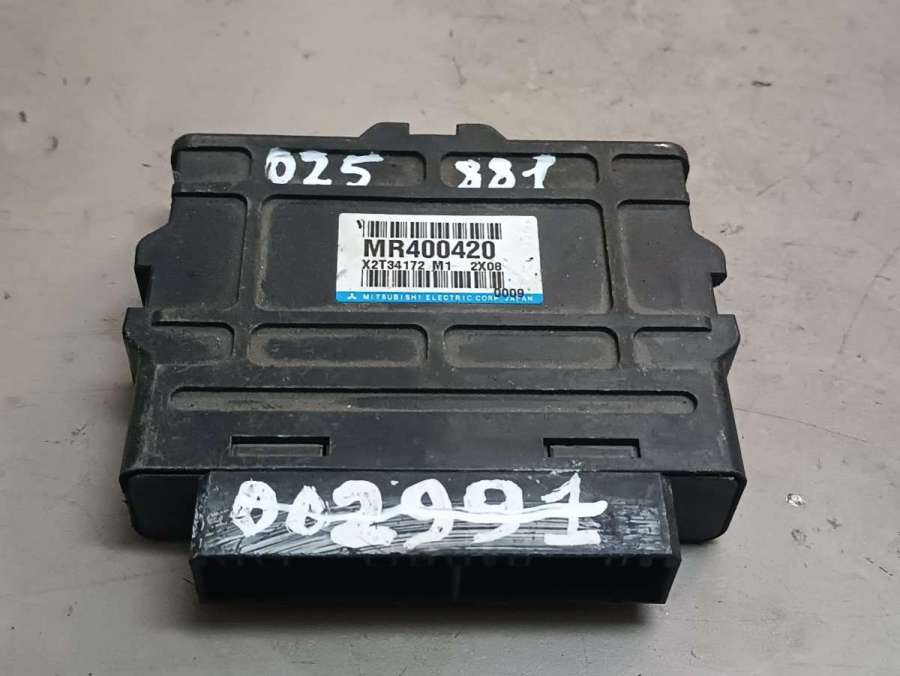 025 881
MR400420
X2T34172 M1 2X08
0009
MITSUBISHI ELECTRIC CORP. JAPAN
002991